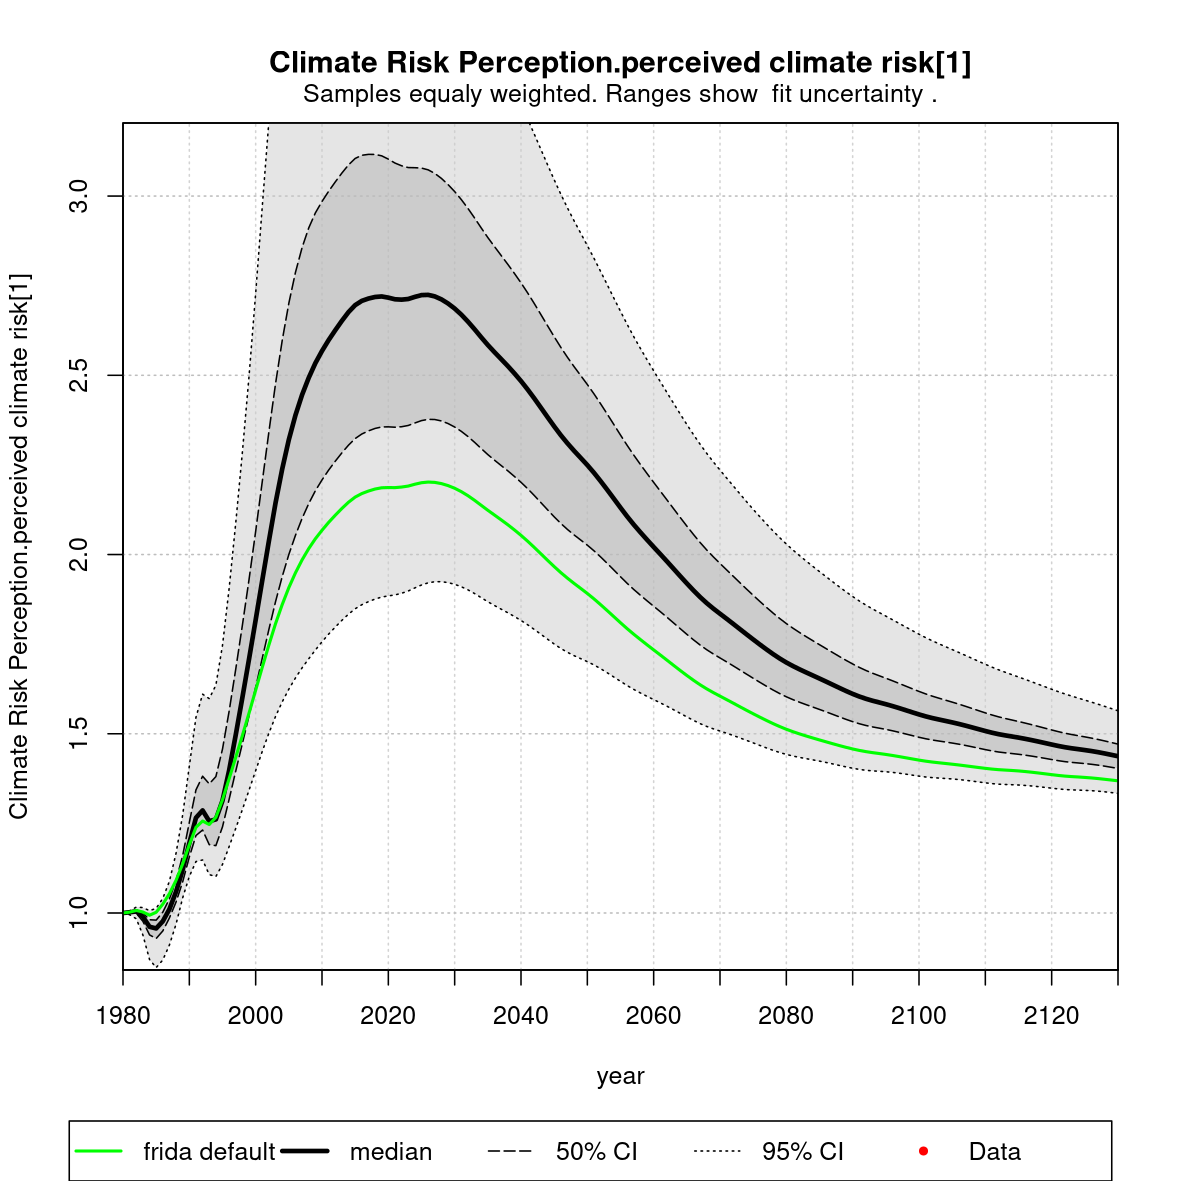 Climate Risk Perception.perceived climate risk[1]
Samples equaly weighted. Ranges show  fit uncertainty .
Climate Risk Perception.perceived climate risk[1]
3.0
2.5
2.0
1.5
1.0
1980 2000 2020 2040 2060 2080 2100 2120
year
frida default median 50% CI 95% CI Data